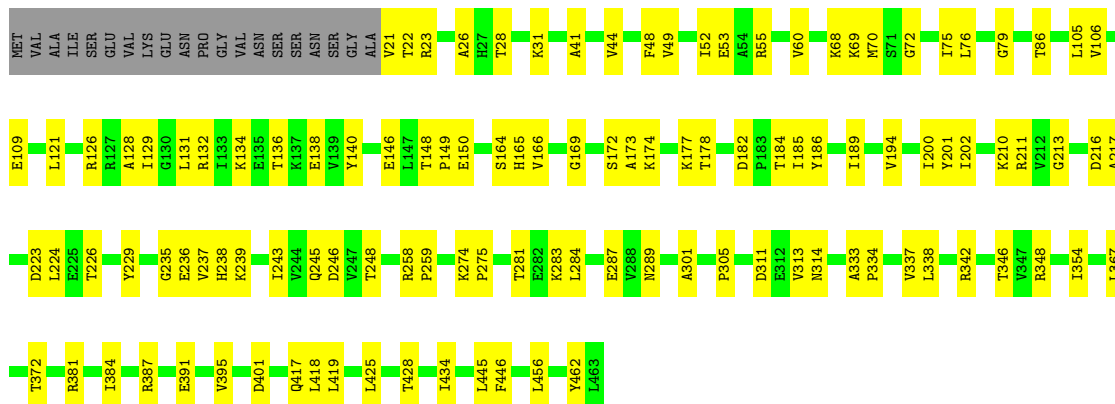 MET VAL ALA ILE SER GLU VAL LYS GLU ASN PRO GLY VAL ASN SER SER ASN SER GLY ALA V21 T22 R23 A26 H27 T28 K31 A41 V44 F48 V49 I52 E53 A54 R55 V60 K68 K69 M70 S71 G72 I75 L76 G79 T86 L105 V106
E109 L121 R126 R127 A128 I129 G130 L131 R132 I133 K134 E135 T136 K137 E138 V139 Y140 E146 L147 T148 P149 E150 S164 H165 V166 G169 S172 A173 K174 K177 T178 D182 P183 T184 I185 Y186 I189 V194 I200 Y201 I202 K210 R211 V212 G213 D216 A217
D223 L224 E225 T226 Y229 G235 E236 V237 H238 K239 I243 V244 Q245 D246 V247 T248 R258 P259 K274 P275 T281 E282 K283 L284 E287 V288 N289 A301 P305 D311 E312 V313 N314 A333 P334 V337 L338 R342 T346 V347 R348 I354 L367
T372 R381 I384 R387 E391 V395 D401 Q417 L418 L419 L425 T428 I434 L445 F446 L456 Y462 L463